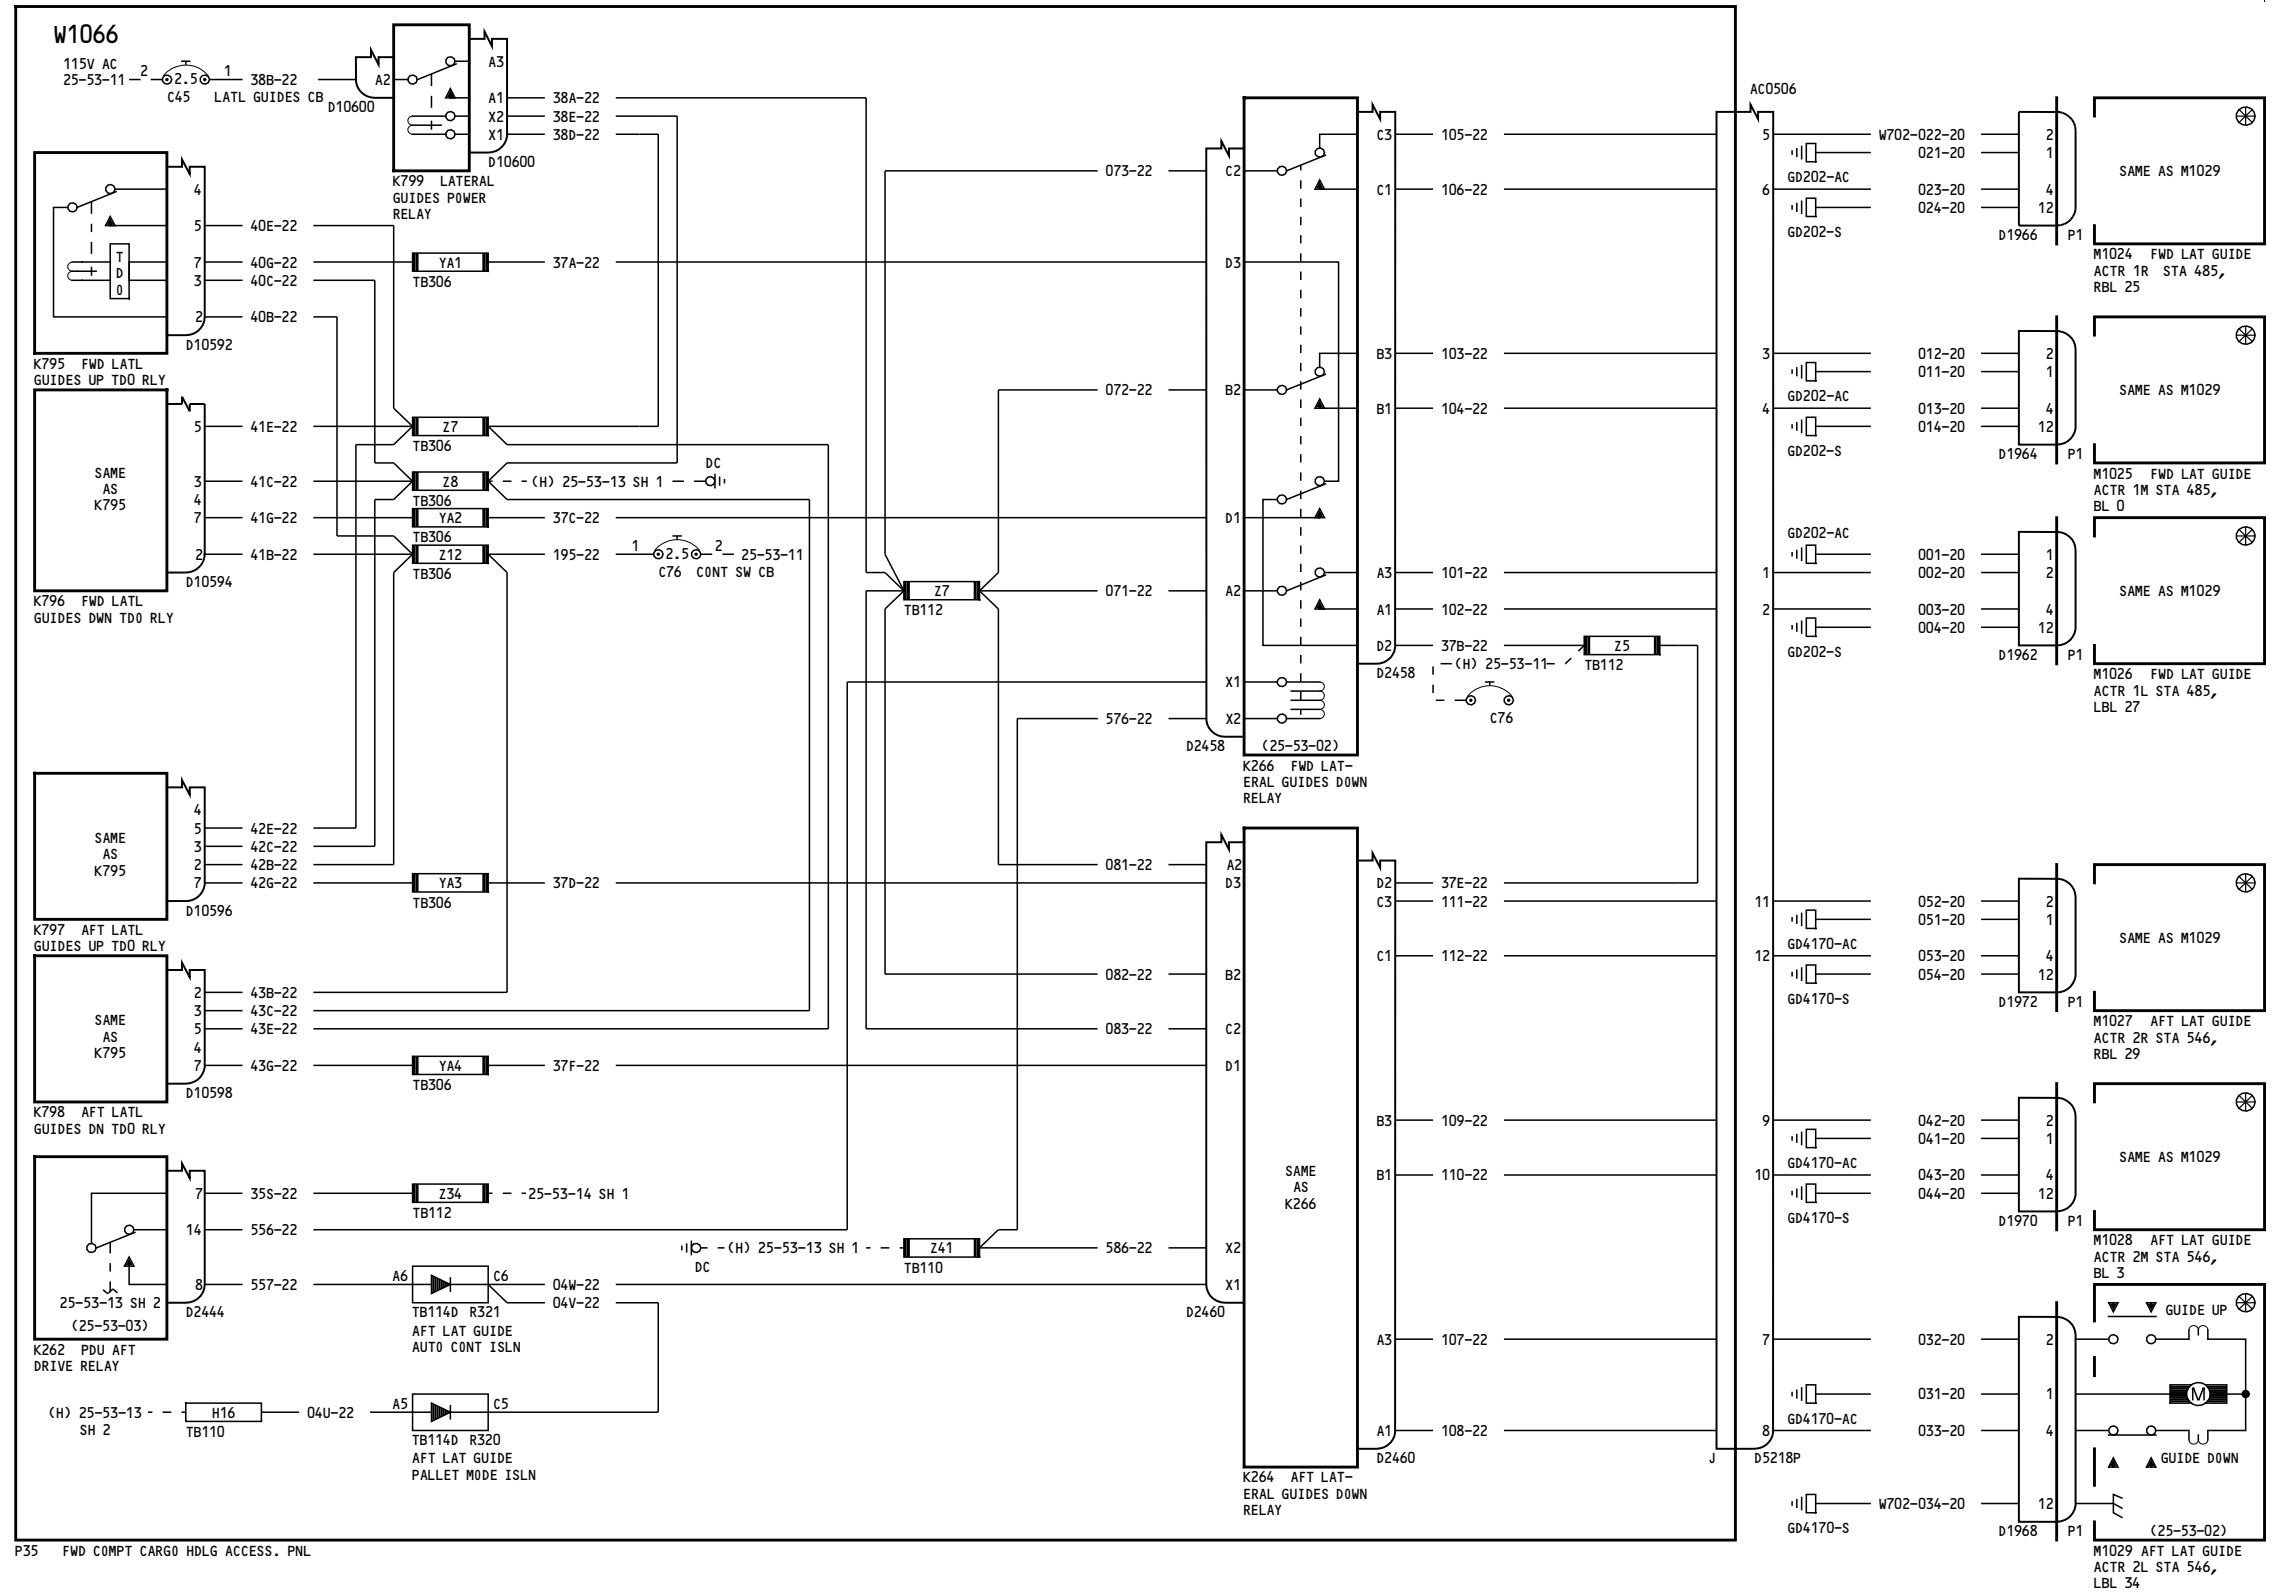 W1066
115V AC
25-53-11
2
2.5
1
38B-22
C45
LATL GUIDES CB
D10600
A2
A3
A1
38A-22
X2
38E-22
X1
38D-22
D10600
K799 LATERAL
GUIDES POWER
RELAY
4
5
40E-22
T
D
O
7
40G-22
YA1
37A-22
TB306
3
40C-22
2
40B-22
D10592
K795 FWD LATL
GUIDES UP TDO RLY
5
41E-22
Z7
TB306
SAME
AS
K795
3
41C-22
Z8
(H) 25-53-13 SH 1
DC
TB306
4
7
41G-22
YA2
37C-22
TB306
2
41B-22
Z12
195-22
1
2.5
2
25-53-11
TB306
C76 CONT SW CB
D10594
K796 FWD LATL
GUIDES DWN TDO RLY
SAME
AS
K795
4
5
42E-22
3
42C-22
2
42B-22
7
42G-22
YA3
37D-22
TB306
D10596
K797 AFT LATL
GUIDES UP TDO RLY
SAME
AS
K795
2
43B-22
3
43C-22
5
43E-22
4
7
43G-22
YA4
37F-22
TB306
D10598
K798 AFT LATL
GUIDES DN TDO RLY
7
35S-22
Z34
25-53-14 SH 1
TB112
14
556-22
8
557-22
A6
C6
04W-22
04V-22
25-53-13 SH 2
(25-53-03)
D2444
TB114D R321
AFT LAT GUIDE
AUTO CONT ISLN
K262 PDU AFT
DRIVE RELAY
(H) 25-53-13
SH 2
H16
TB110
04U-22
A5
C5
TB114D R320
AFT LAT GUIDE
PALLET MODE ISLN
DC
(H) 25-53-13 SH 1
Z41
TB110
586-22
Z7
TB112
073-22
C2
D3
072-22
B2
D1
071-22
A2
X1
576-22
X2
D2458
(25-53-02)
K266 FWD LAT-
ERAL GUIDES DOWN
RELAY
C3
105-22
C1
106-22
B3
103-22
B1
104-22
A3
101-22
A1
102-22
D2
37B-22
Z5
TB112
(H) 25-53-11
D2458
C76
081-22
A2
D3
082-22
B2
083-22
C2
D1
X2
X1
D2460
SAME
AS
K266
D2
37E-22
C3
111-22
C1
112-22
B3
109-22
B1
110-22
A3
107-22
A1
108-22
D2460
K264 AFT LAT-
ERAL GUIDES DOWN
RELAY
AC0506
5
6
3
4
1
2
11
12
9
10
7
8
J
D5218P
W702-022-20
2
021-20
1
GD202-AC
023-20
4
024-20
12
GD202-S
D1966
P1
SAME AS M1029
M1024 FWD LAT GUIDE
ACTR 1R STA 485,
RBL 25
012-20
2
011-20
1
GD202-AC
013-20
4
014-20
12
GD202-S
D1964
P1
SAME AS M1029
M1025 FWD LAT GUIDE
ACTR 1M STA 485,
BL 0
GD202-AC
001-20
1
002-20
2
003-20
4
004-20
12
GD202-S
D1962
P1
SAME AS M1029
M1026 FWD LAT GUIDE
ACTR 1L STA 485,
LBL 27
052-20
2
051-20
1
GD4170-AC
053-20
4
054-20
12
GD4170-S
D1972
P1
SAME AS M1029
M1027 AFT LAT GUIDE
ACTR 2R STA 546,
RBL 29
042-20
2
041-20
1
GD4170-AC
043-20
4
044-20
12
GD4170-S
D1970
P1
SAME AS M1029
M1028 AFT LAT GUIDE
ACTR 2M STA 546,
BL 3
GUIDE UP
032-20
2
031-20
1
M
GD4170-AC
033-20
4
GUIDE DOWN
W702-034-20
12
GD4170-S
D1968
P1
(25-53-02)
M1029 AFT LAT GUIDE
ACTR 2L STA 546,
LBL 34
P35 FWD COMPT CARGO HDLG ACCESS. PNL